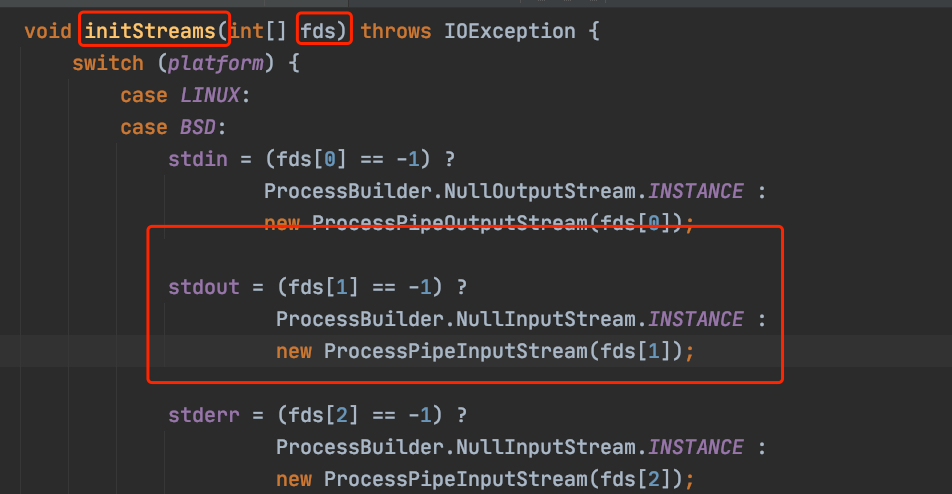 void initStreams(int[] fds) throws IOException {
switch (platform) {
case LINUX:
case BSD:
stdin = (fds[0] == -1) ?
ProcessBuilder.NullOutputStream.INSTANCE :
new ProcessPipeOutputStream(fds[0]);
stdout = (fds[1] == -1) ?
ProcessBuilder.NullInputStream.INSTANCE :
new ProcessPipeInputStream(fds[1]);
stderr = (fds[2] == -1) ?
ProcessBuilder.NullInputStream.INSTANCE :
new ProcessPipeInputStream(fds[2]);